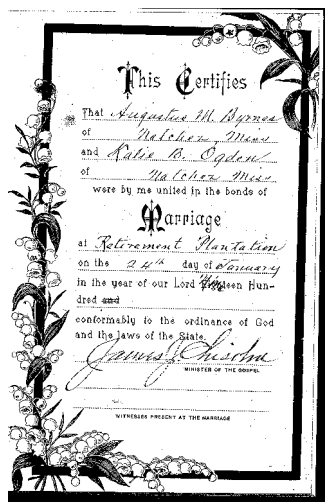 This Certifies
That Augustus M. Byrnes
of Natchez Miss
and Katie B. Ogden
of Natchez Miss
were by me united in the bonds of
Marriage
at Retirement Plantation
on the 24th day of January
in the year of our Lord Nineteen Hun-
dred and
conformably to the ordinance of God
and the laws of the State.
James J. Chisolm
MINISTER OF THE GOSPEL
WITNESSES PRESENT AT THE MARRIAGE